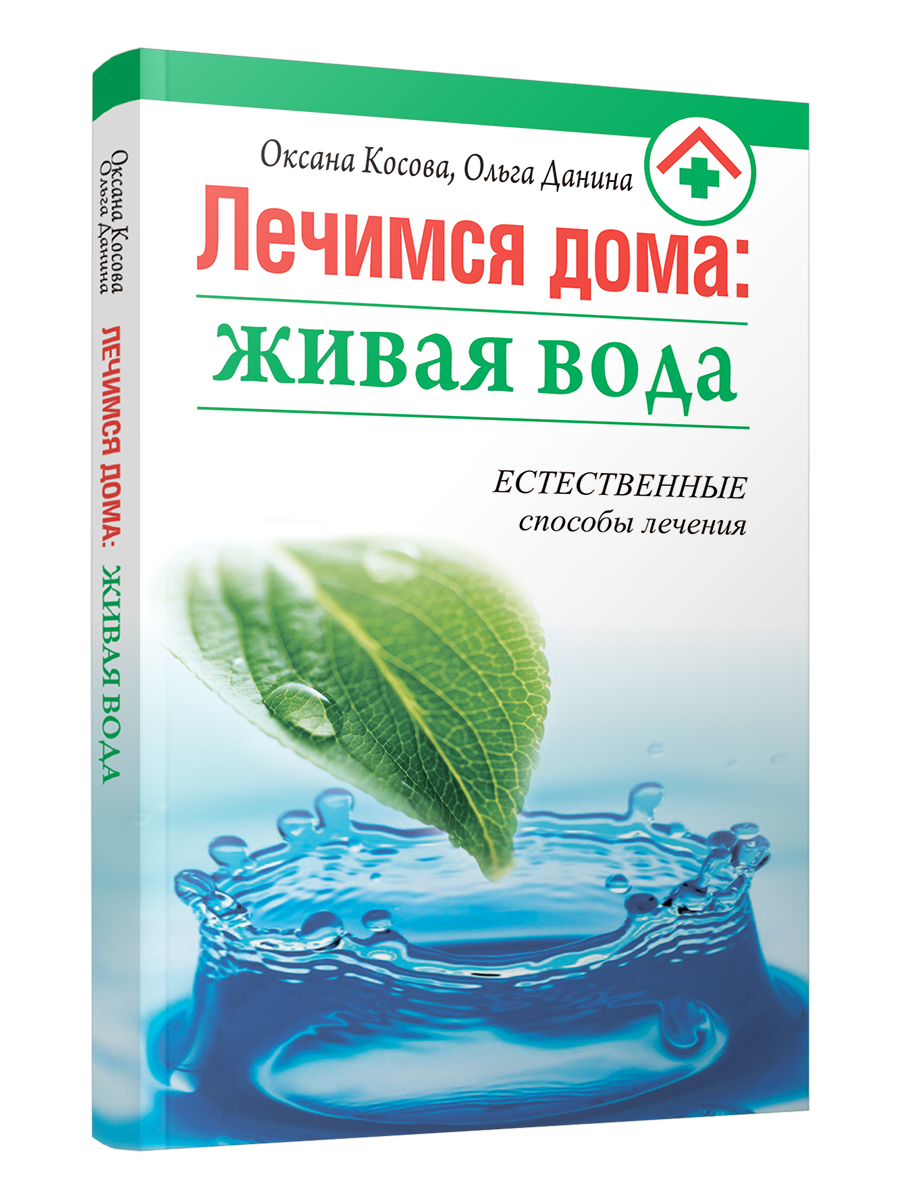 Оксана Косова, Ольга Данина
Лечимся дома:
живая вода
ЕСТЕСТВЕННЫЕ
способы лечения
Оксана Косова
Ольга Данина
ЛЕЧИМСЯ ДОМА: ЖИВАЯ ВОДА